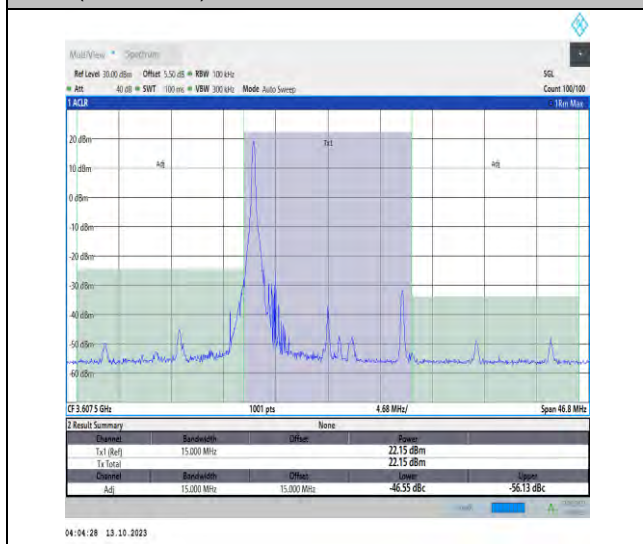 MultiView Spectrum
Ref Level 30.00 dBm Offset 5.50 dB RBW 100 kHz SGL
Att 40 dB SWT 100 ms VBW 300 kHz Mode Auto Sweep Count 100/100
1 ACLR 1Rm Max
Tx1
Adj Adj
20 dBm
10 dBm
0 dBm
-10 dBm
-20 dBm
-30 dBm
-40 dBm
-50 dBm
-60 dBm
CF 3.6075 GHz 1001 pts 4.68 MHz/ Span 46.8 MHz
2 Result Summary None
Channel Bandwidth Offset Power
Tx1 (Ref) 15.000 MHz 22.15 dBm
Tx Total 22.15 dBm
Channel Bandwidth Offset Lower Upper
Adj 15.000 MHz 15.000 MHz -46.55 dBc -56.13 dBc
04:04:28 13.10.2023